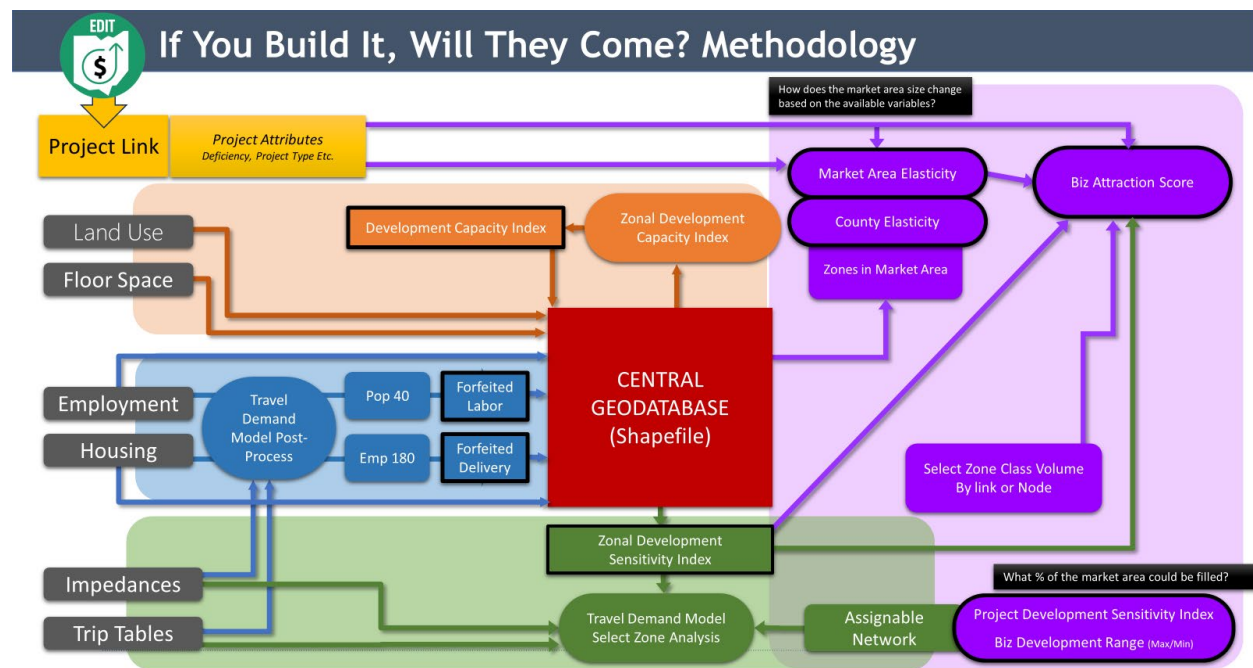 EDIT
$
If You Build It, Will They Come? Methodology
How does the market area size change
based on the available variables?
Project Link
Project Attributes
Deficiency, Project Type Etc.
Market Area Elasticity
Biz Attraction Score
Land Use
Development Capacity Index
Zonal Development
Capacity Index
County Elasticity
Floor Space
Zones in Market Area
CENTRAL
GEODATABASE
(Shapefile)
Employment
Housing
Travel
Demand
Model Post-
Process
Pop 40
Forfeited
Labor
Emp 180
Forfeited
Delivery
Select Zone Class Volume
By link or Node
Zonal Development
Sensitivity Index
Impedances
Trip Tables
Travel Demand Model
Select Zone Analysis
Assignable
Network
What % of the market area could be filled?
Project Development Sensitivity Index
Biz Development Range (Max/Min)